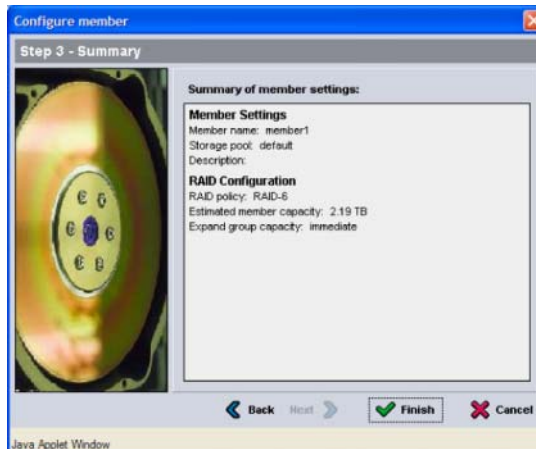 Configure member
Step 3 - Summary
Summary of member settings:
Member Settings
Member name: member1
Storage pool: default
Description:
RAID Configuration
RAID policy: RAID-6
Estimated member capacity: 2.19 TB
Expand group capacity: immediate
Back Next Finish Cancel
Java Applet Window